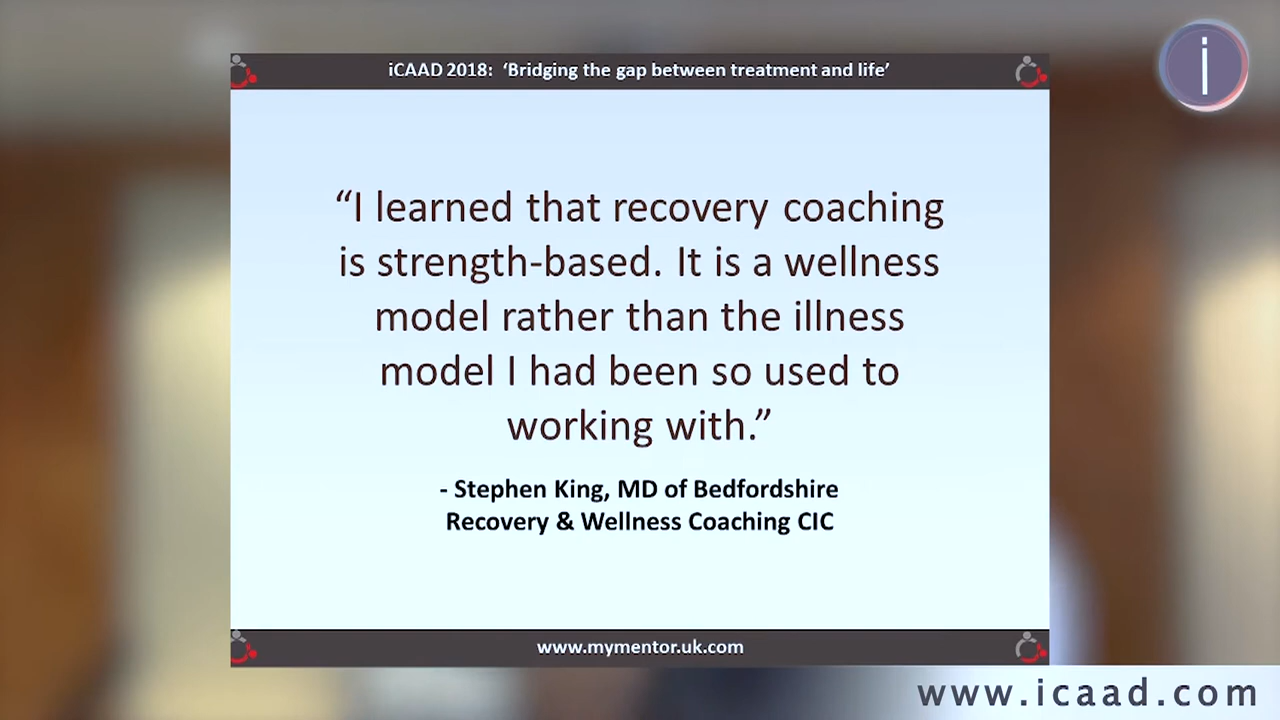 iCAAD 2018:  ‘Bridging the gap between treatment and life’
i
“I learned that recovery coaching
is strength-based. It is a wellness
model rather than the illness
model I had been so used to
working with.”
- Stephen King, MD of Bedfordshire
Recovery & Wellness Coaching CIC
www.mymentor.uk.com
www.icaad.com